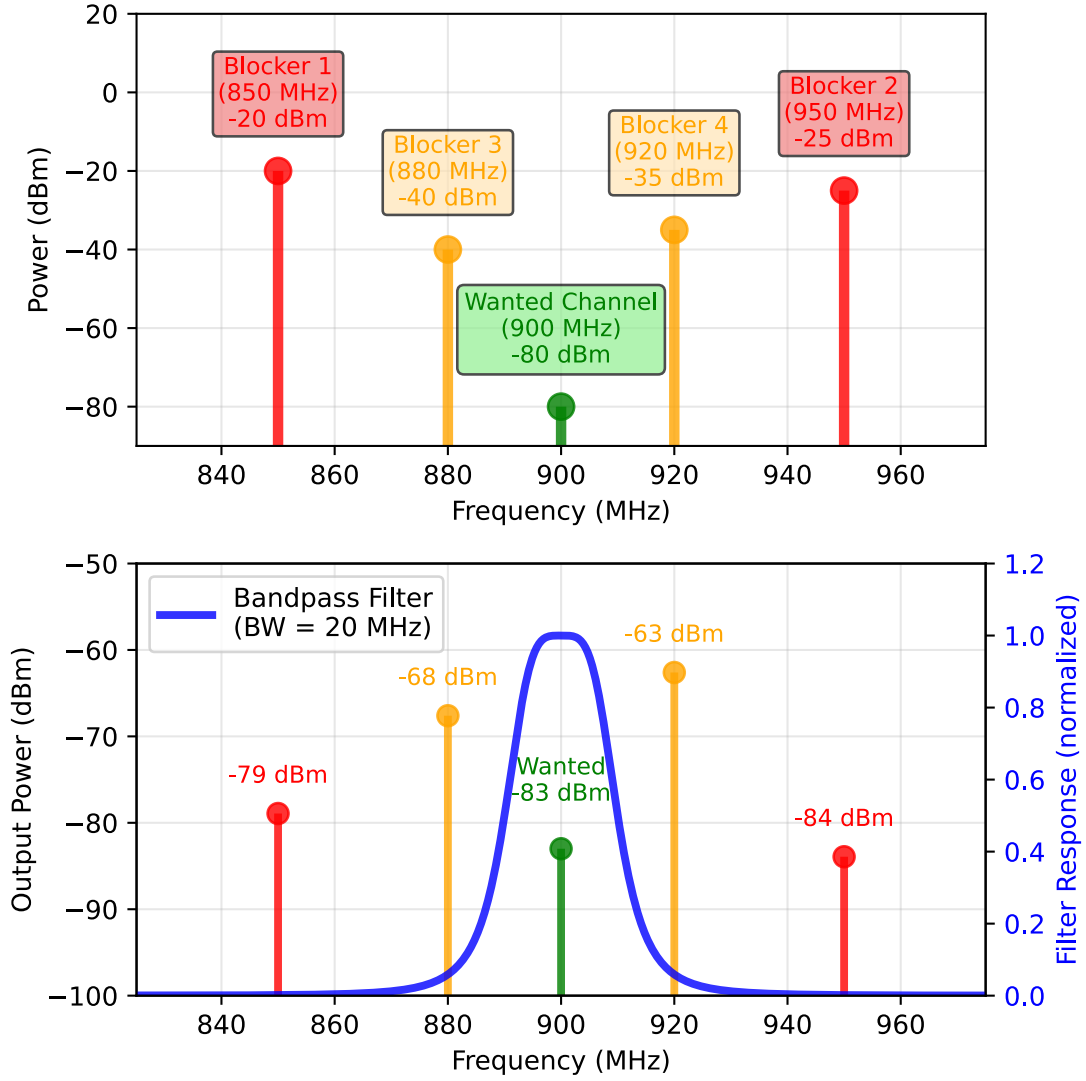 20
0
−20
−40
−60
−80
Power (dBm)
Blocker 1
(850 MHz)
-20 dBm
Blocker 3
(880 MHz)
-40 dBm
Wanted Channel
(900 MHz)
-80 dBm
Blocker 4
(920 MHz)
-35 dBm
Blocker 2
(950 MHz)
-25 dBm
840
860
880
900
920
940
960
Frequency (MHz)
−50
−60
−70
−80
−90
−100
Output Power (dBm)
Bandpass Filter
(BW = 20 MHz)
-79 dBm
-68 dBm
Wanted
-83 dBm
-63 dBm
-84 dBm
1.2
1.0
0.8
0.6
0.4
0.2
0.0
Filter Response (normalized)
840
860
880
900
920
940
960
Frequency (MHz)